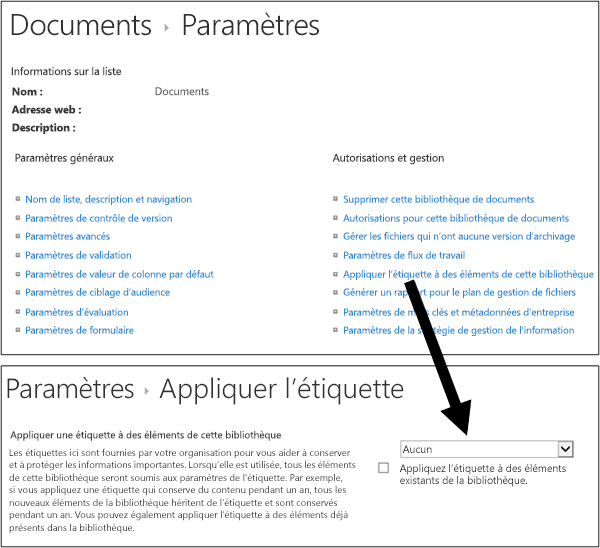 Documents ▸ Paramètres
Informations sur la liste
Nom : Documents
Adresse web :
Description :
Paramètres généraux
Nom de liste, description et navigation
Paramètres de contrôle de version
Paramètres avancés
Paramètres de validation
Paramètres de valeur de colonne par défaut
Paramètres de ciblage d’audience
Paramètres d’évaluation
Paramètres de formulaire
Autorisations et gestion
Supprimer cette bibliothèque de documents
Autorisations pour cette bibliothèque de documents
Gérer les fichiers qui n’ont aucune version d’archivage
Paramètres de flux de travail
Appliquer l’étiquette à des éléments de cette bibliothèque
Générer un rapport pour le plan de gestion de fichiers
Paramètres de mots clés et métadonnées d’entreprise
Paramètres de la stratégie de gestion de l’information
Paramètres ▸ Appliquer l’étiquette
Appliquer une étiquette à des éléments de cette bibliothèque
Les étiquettes ici sont fournies par votre organisation pour vous aider à conserver
et à protéger les informations importantes. Lorsqu’elle est utilisée, tous les éléments
de cette bibliothèque seront soumis aux paramètres de l’étiquette. Par exemple,
si vous appliquez une étiquette qui conserve du contenu pendant un an, tous les
nouveaux éléments de la bibliothèque héritent de l’étiquette et sont conservés
pendant un an. Vous pouvez également appliquer l’étiquette à des éléments déjà
présents dans la bibliothèque.
Aucun
Appliquez l’étiquette à des éléments
existants de la bibliothèque.